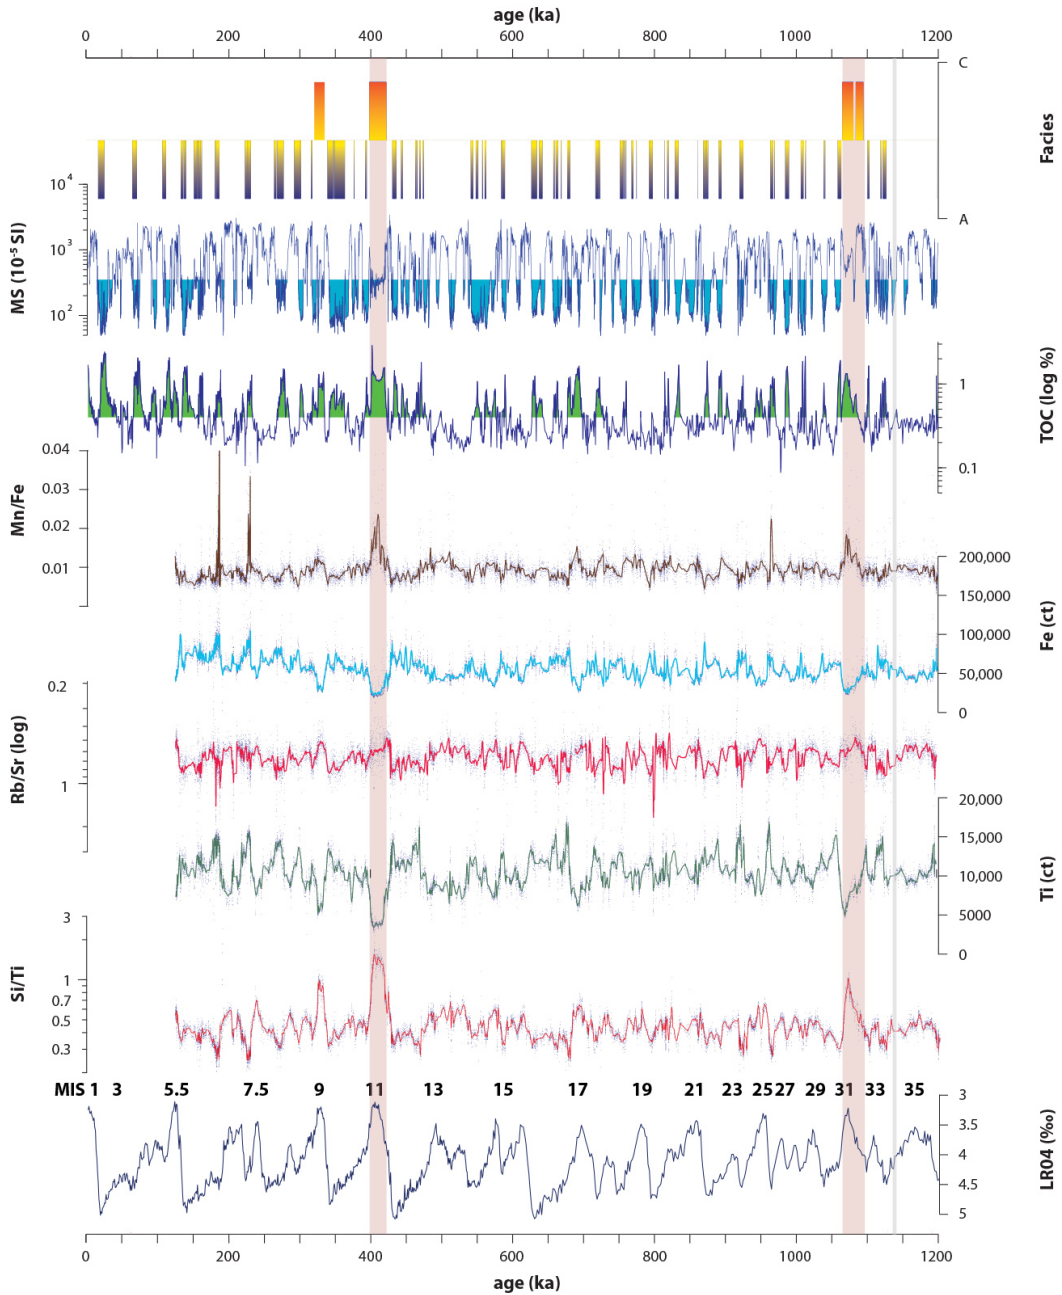 age (ka)
0 200 400 600 800 1000 1200
C
Facies
A
10⁴
10³
10²
MS (10⁻⁵ SI)
1
0.1
TOC (log %)
0.04
0.03
0.02
0.01
Mn/Fe
200,000
150,000
100,000
50,000
0
Fe (ct)
0.2
1
Rb/Sr (log)
20,000
15,000
10,000
5000
0
Ti (ct)
3
1
0.7
0.5
0.3
Si/Ti
MIS 1 3 5.5 7.5 9 11 13 15 17 19 21 23 25 27 29 31 33 35
3
3.5
4
4.5
5
LR04 (‰)
0 200 400 600 800 1000 1200
age (ka)